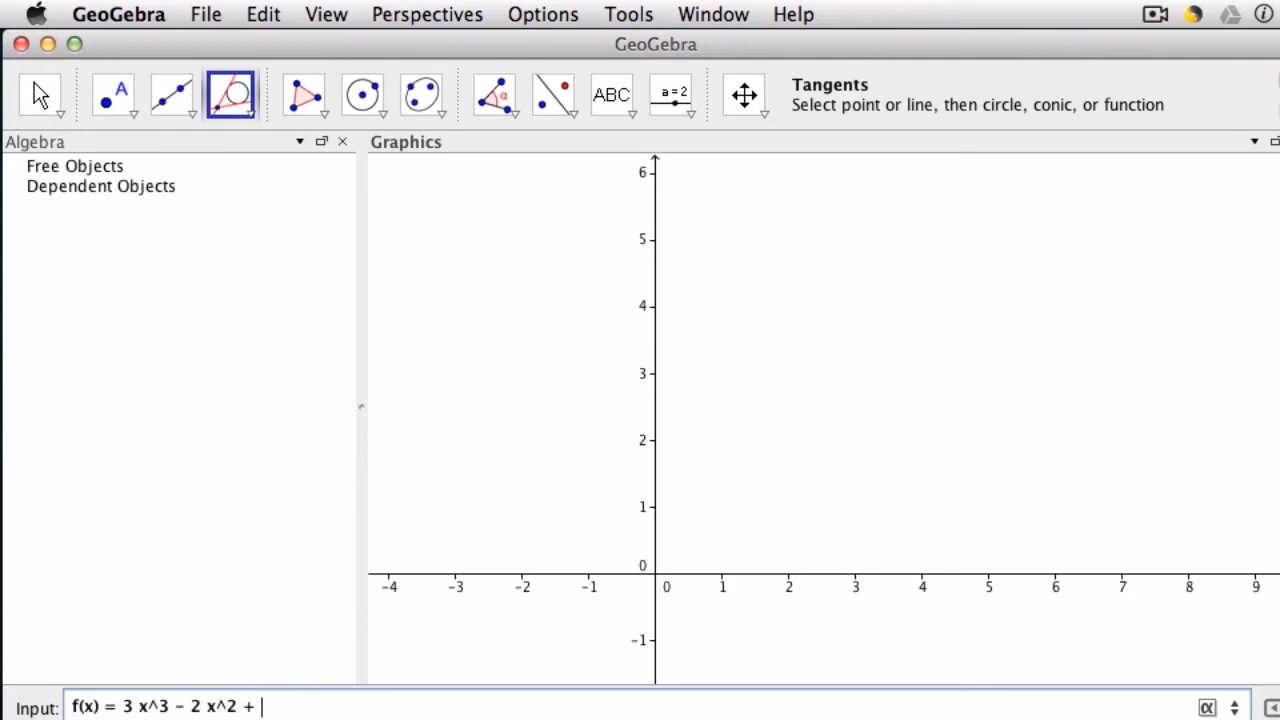 GeoGebra File Edit View Perspectives Options Tools Window Help
GeoGebra
A
α
ABC
a = 2
Tangents
Select point or line, then circle, conic, or function
Algebra
Graphics
Free Objects
Dependent Objects
6
5
4
3
2
1
0
-4 -3 -2 -1 0 1 2 3 4 5 6 7 8 9
-1
Input: f(x) = 3 x^3 – 2 x^2 + α